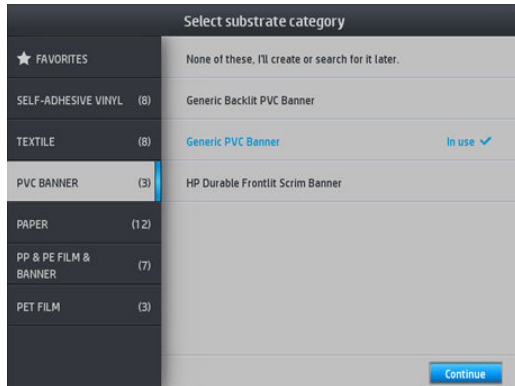 Select substrate category
FAVORITES
SELF-ADHESIVE VINYL (8)
TEXTILE (8)
PVC BANNER (3)
PAPER (12)
PP & PE FILM &
BANNER (7)
PET FILM (3)
None of these, I'll create or search for it later.
Generic Backlit PVC Banner
Generic PVC Banner In use
HP Durable Frontlit Scrim Banner
Continue